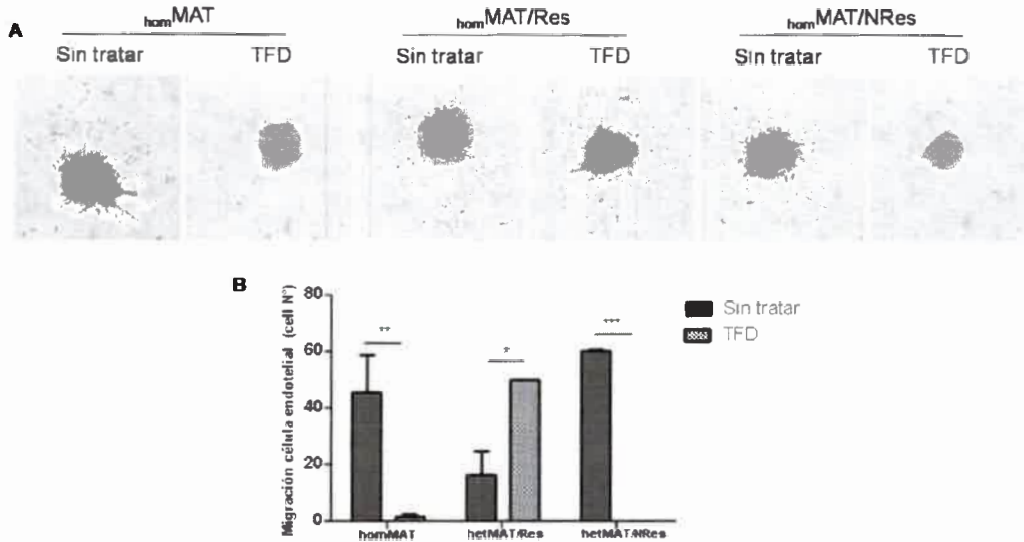 A
homMAT homMAT/Res homMAT/NRes
Sin tratar TFD Sin tratar TFD Sin tratar TFD
B
Migración célula endotelial (cell N°)
80
60
40
20
0
** * ***
Sin tratar
TFD
homMAT hetMAT/Res hetMAT/NRes